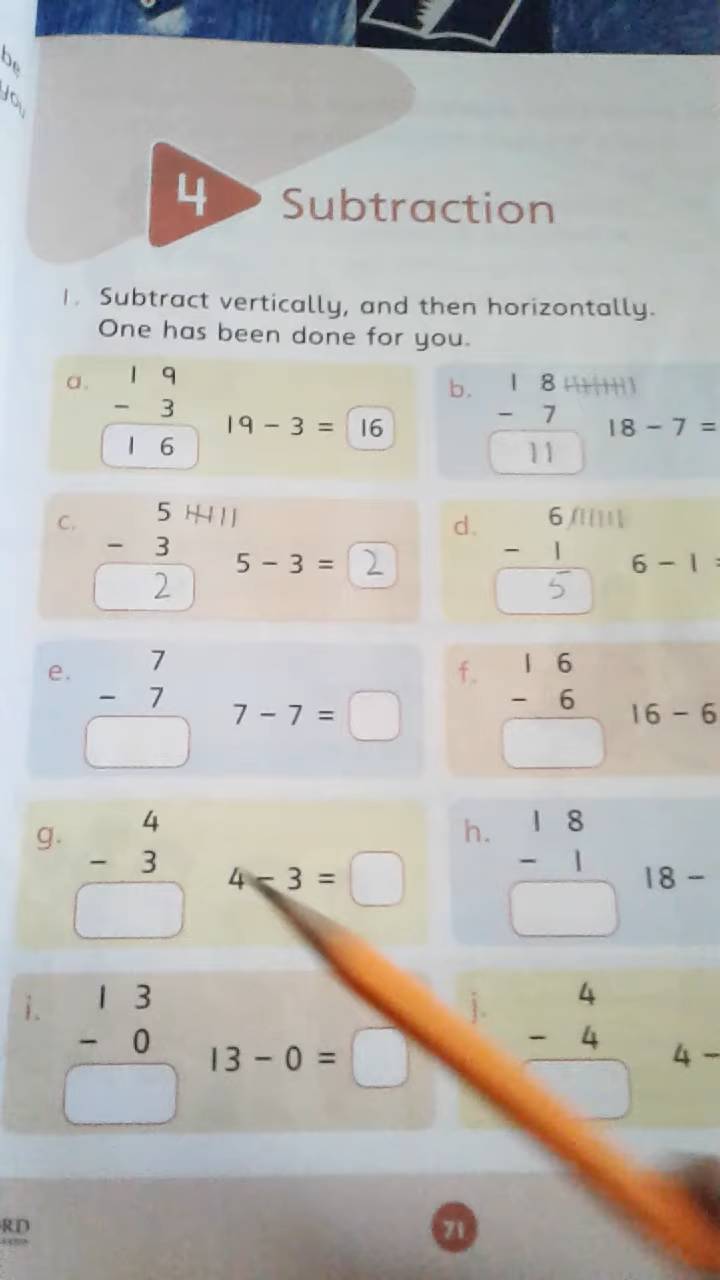 be
you
4 Subtraction
1. Subtract vertically, and then horizontally.
One has been done for you.
a. 1 9
- 3
1 6
19 - 3 = 16
b. 1 8
- 7
11
18 - 7 =
c. 5
- 3
2
5 - 3 = 2
d. 6
- 1
5
6 - 1 =
e. 7
- 7
7 - 7 =
f. 1 6
- 6
16 - 6
g. 4
- 3
4 - 3 =
h. 1 8
- 1
18 -
i. 1 3
- 0
13 - 0 =
j. 4
- 4
4 -
RD
71